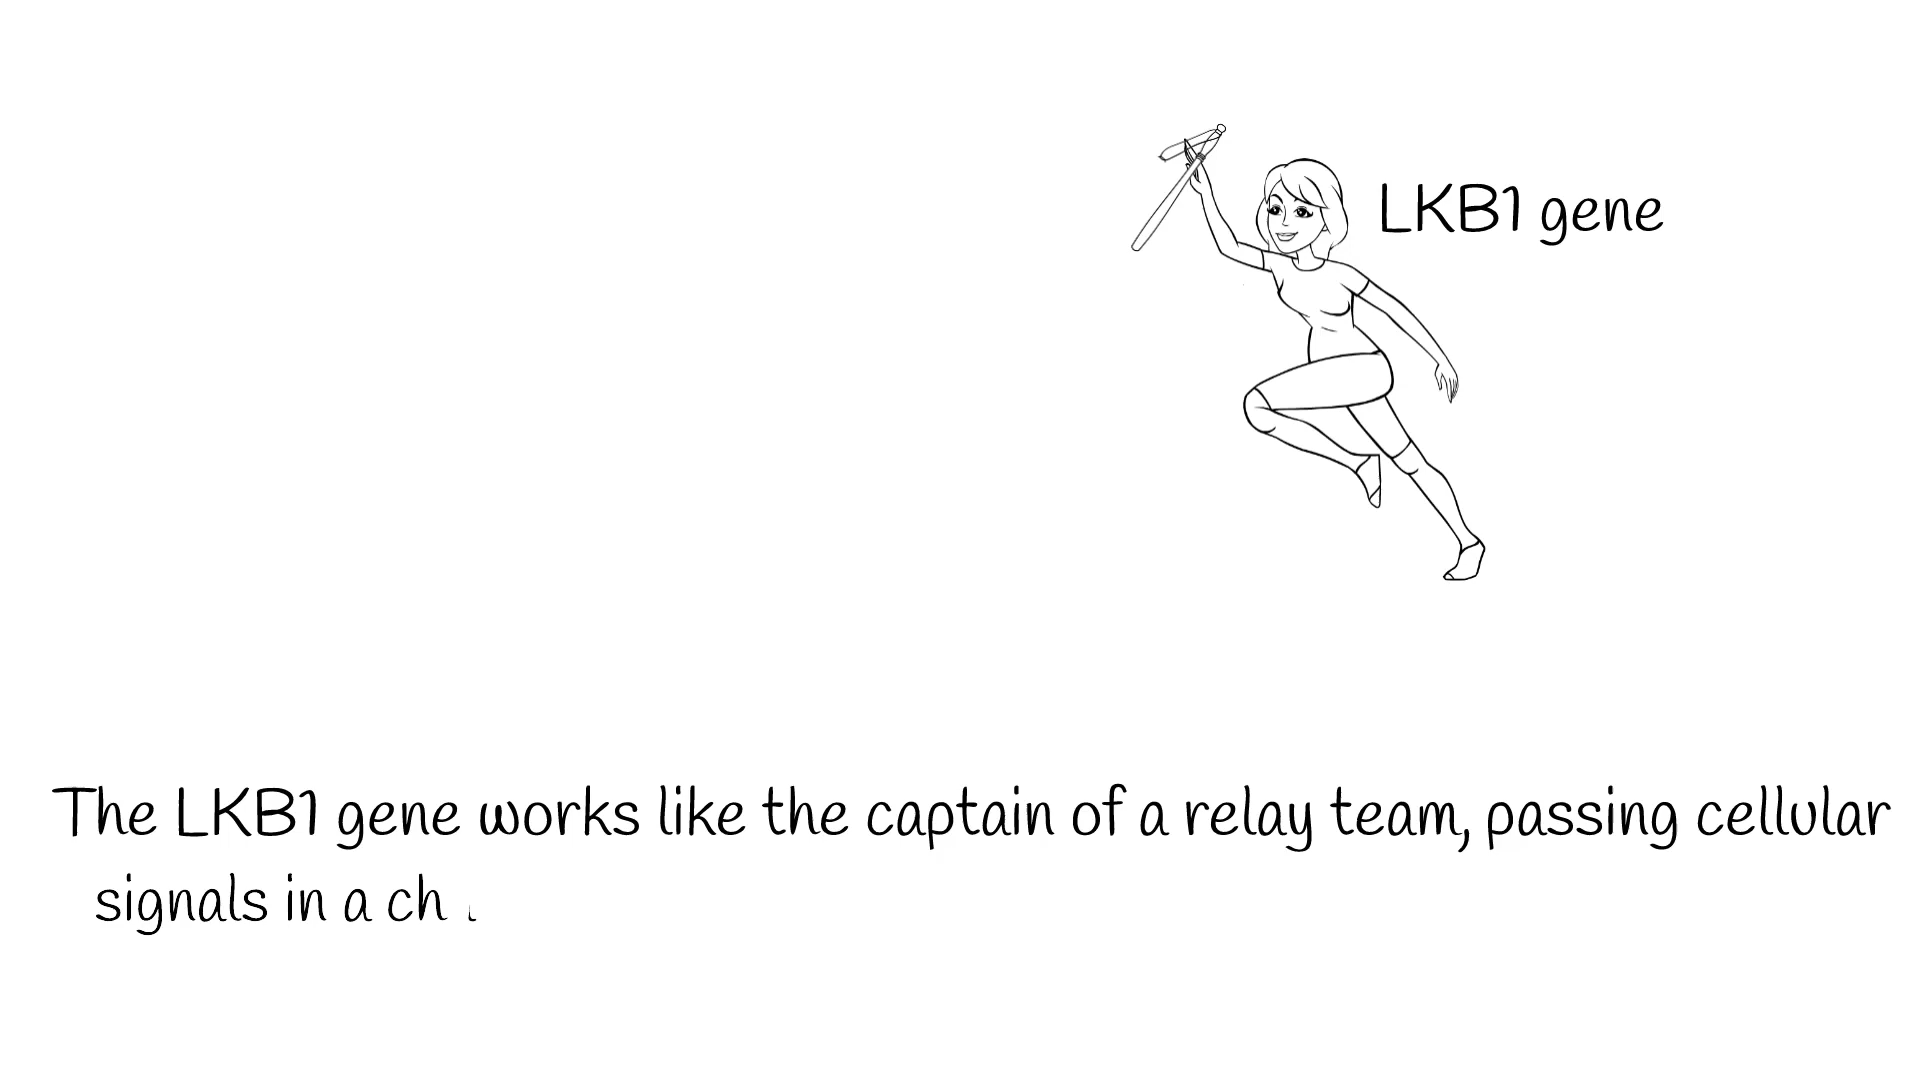 LKB1 gene
The LKB1 gene works like the captain of a relay team, passing cellular
signals in a ch